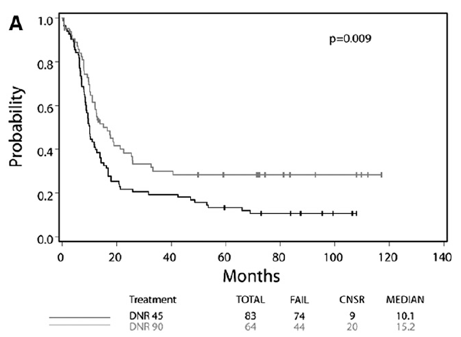 A
p=0.009
Probability
1.0
0.8
0.6
0.4
0.2
0.0
0 20 40 60 80 100 120 140
Months
Treatment TOTAL FAIL CNSR MEDIAN
DNR 45 83 74 9 10.1
DNR 90 64 44 20 15.2